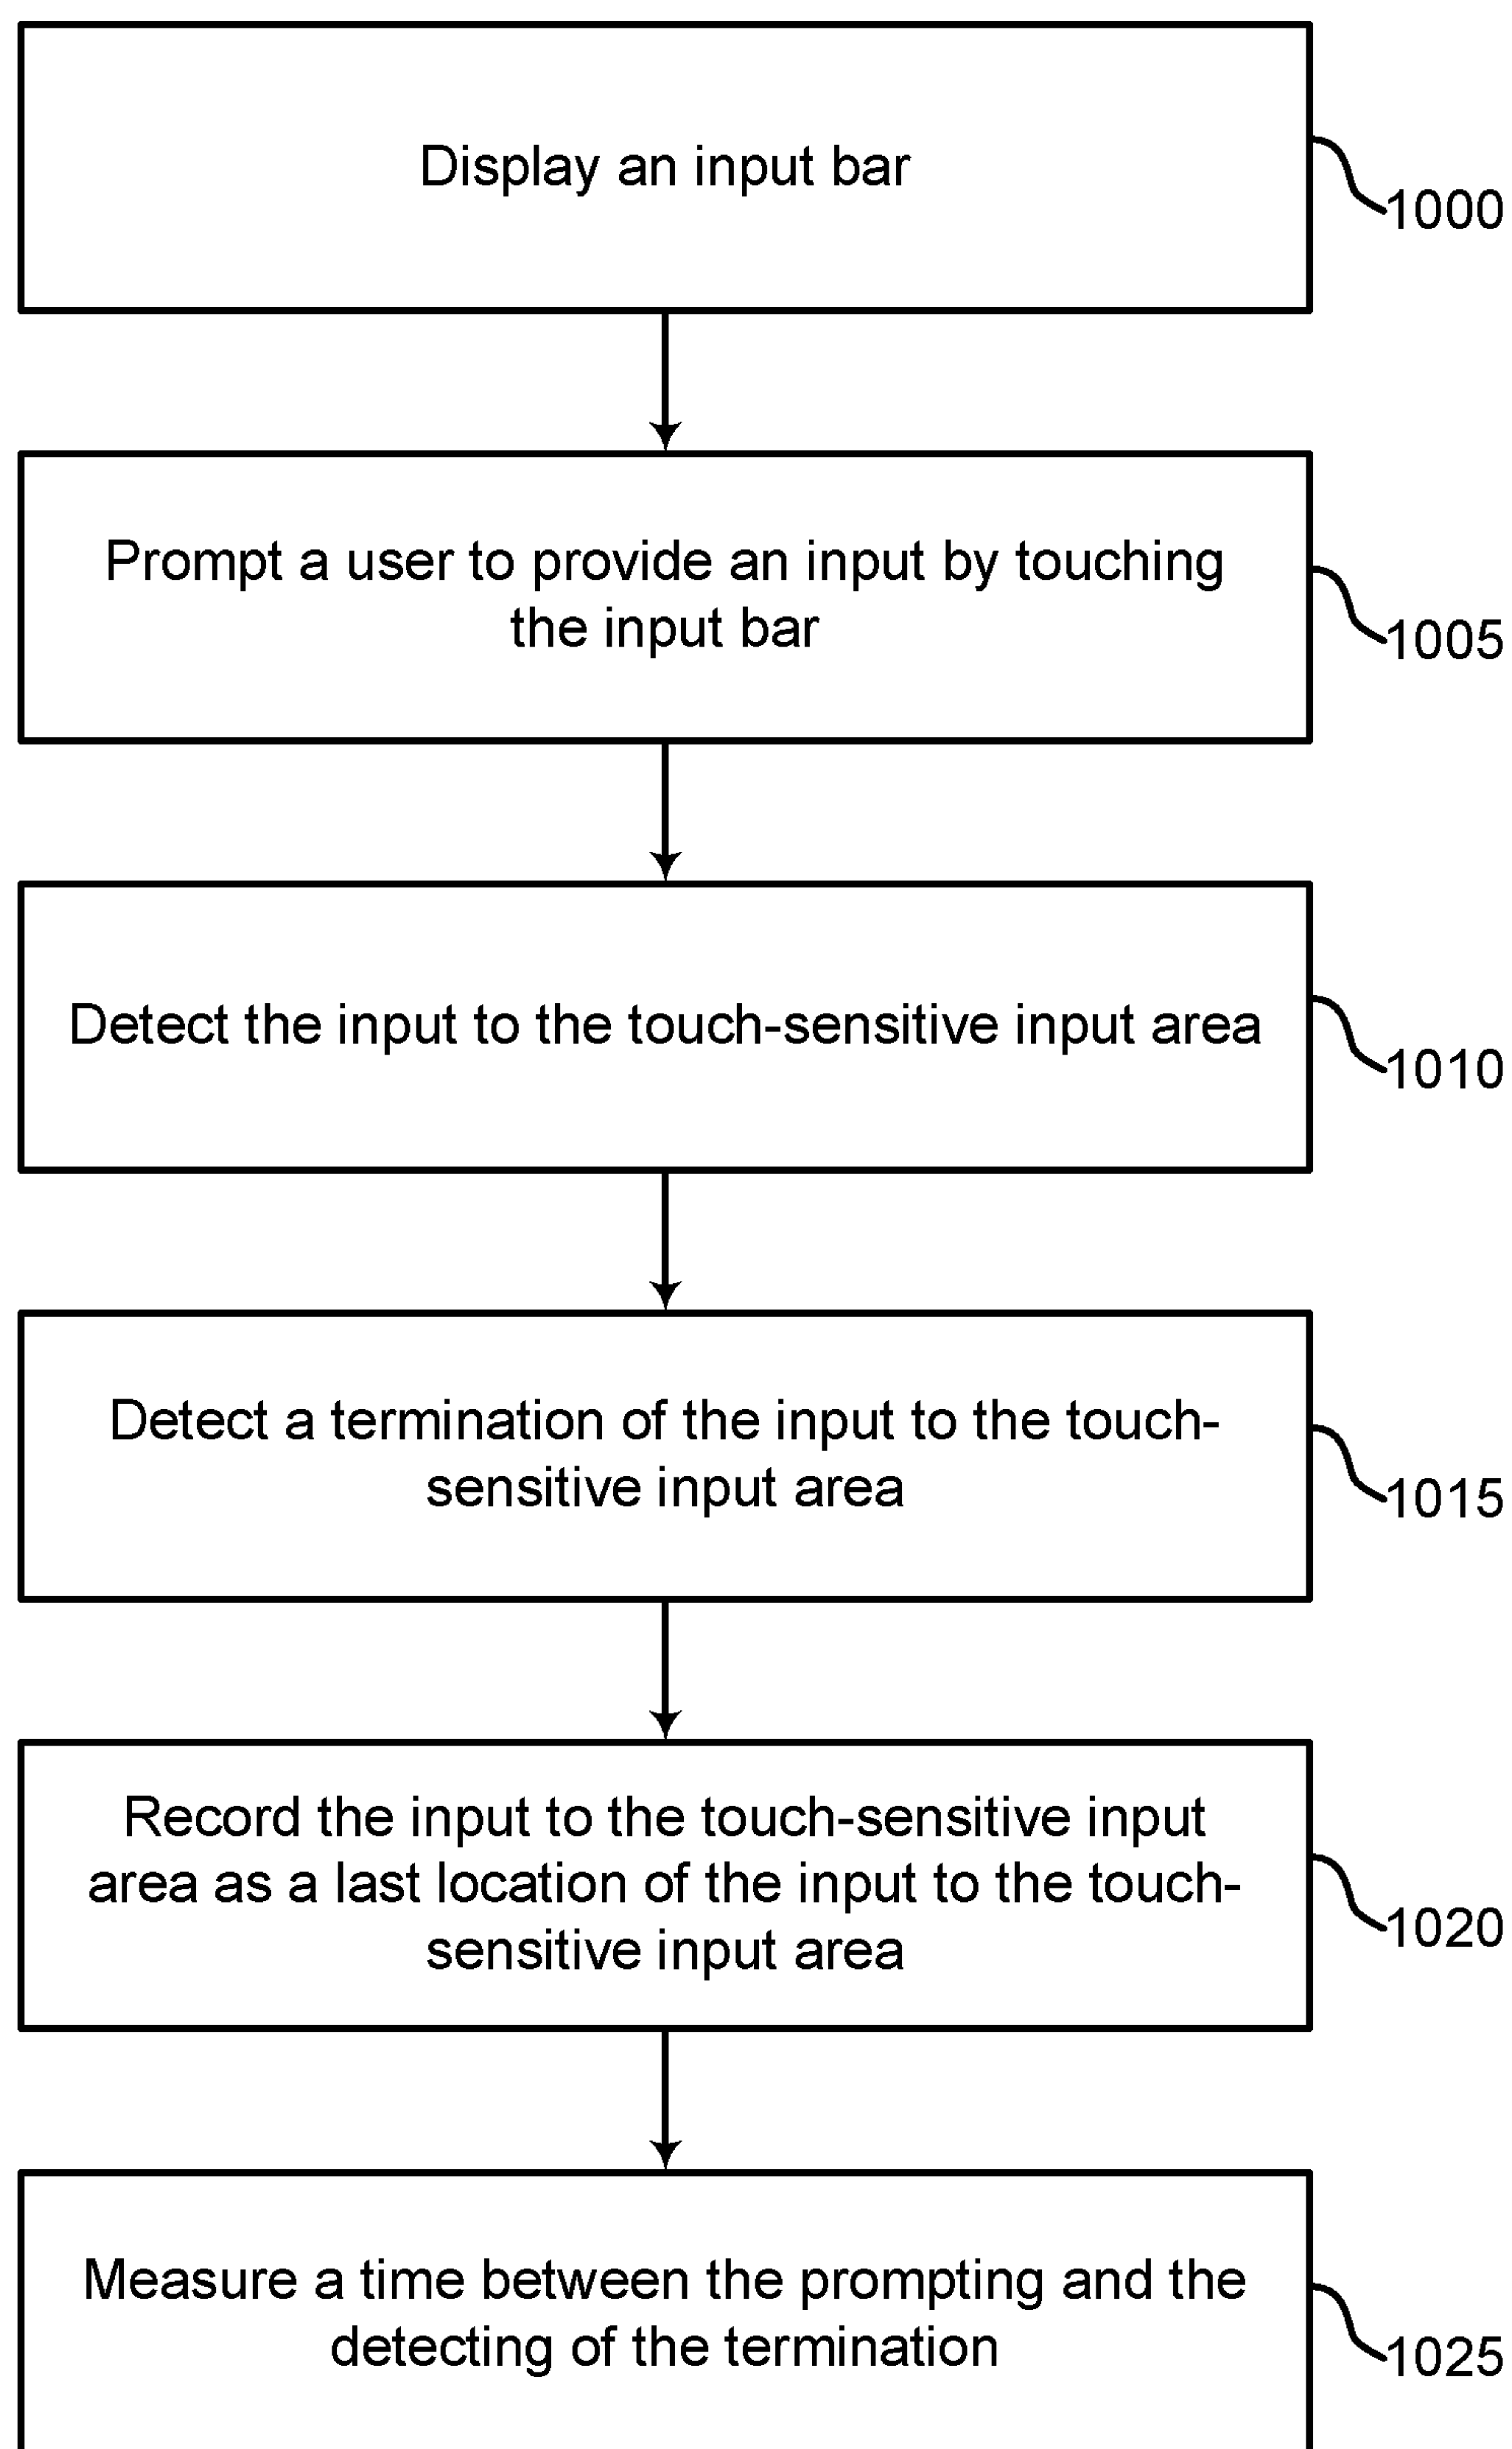 Display an input bar
1000
Prompt a user to provide an input by touching
the input bar
1005
Detect the input to the touch-sensitive input area
1010
Detect a termination of the input to the touch-
sensitive input area
1015
Record the input to the touch-sensitive input
area as a last location of the input to the touch-
sensitive input area
1020
Measure a time between the prompting and the
detecting of the termination
1025